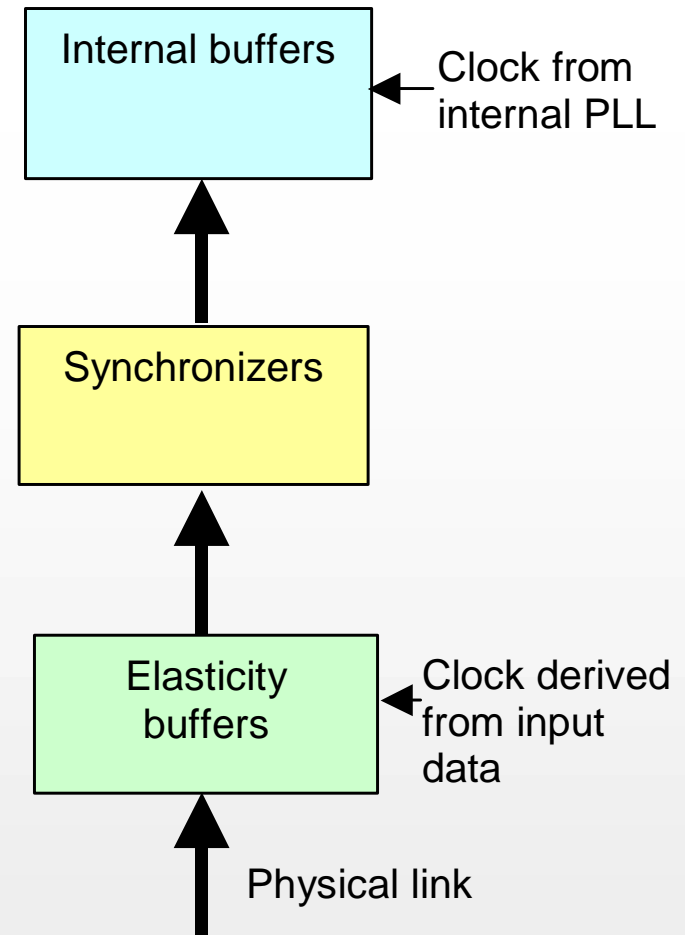 Internal buffers
Clock from
internal PLL
Synchronizers
Elasticity
buffers
Clock derived
from input
data
Physical link